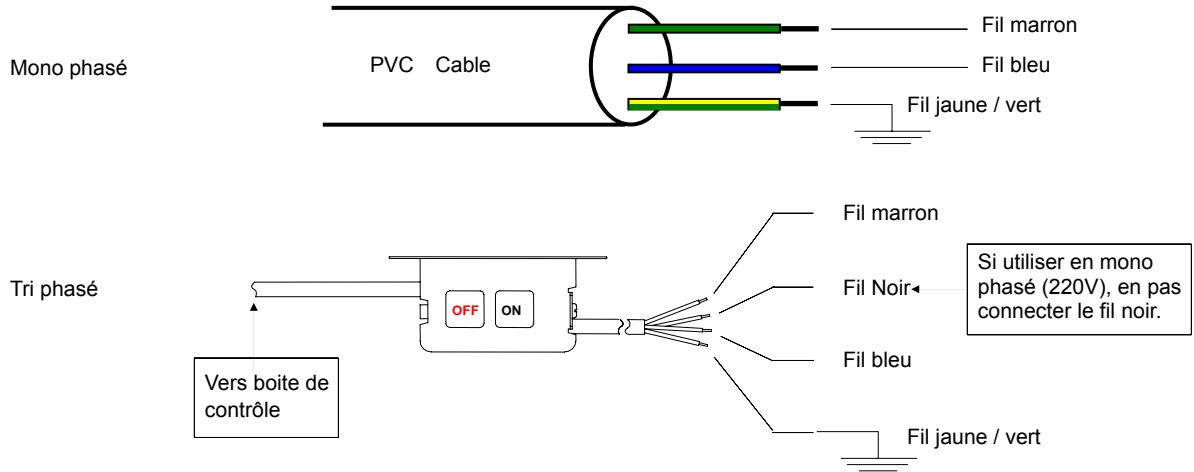 Fil marron
Mono phasé
PVC Cable
Fil bleu
Fil jaune / vert
Fil marron
Tri phasé
OFF
ON
Fil Noir
Si utiliser en mono
phasé (220V), en pas
connecter le fil noir.
Fil bleu
Vers boite de
contrôle
Fil jaune / vert